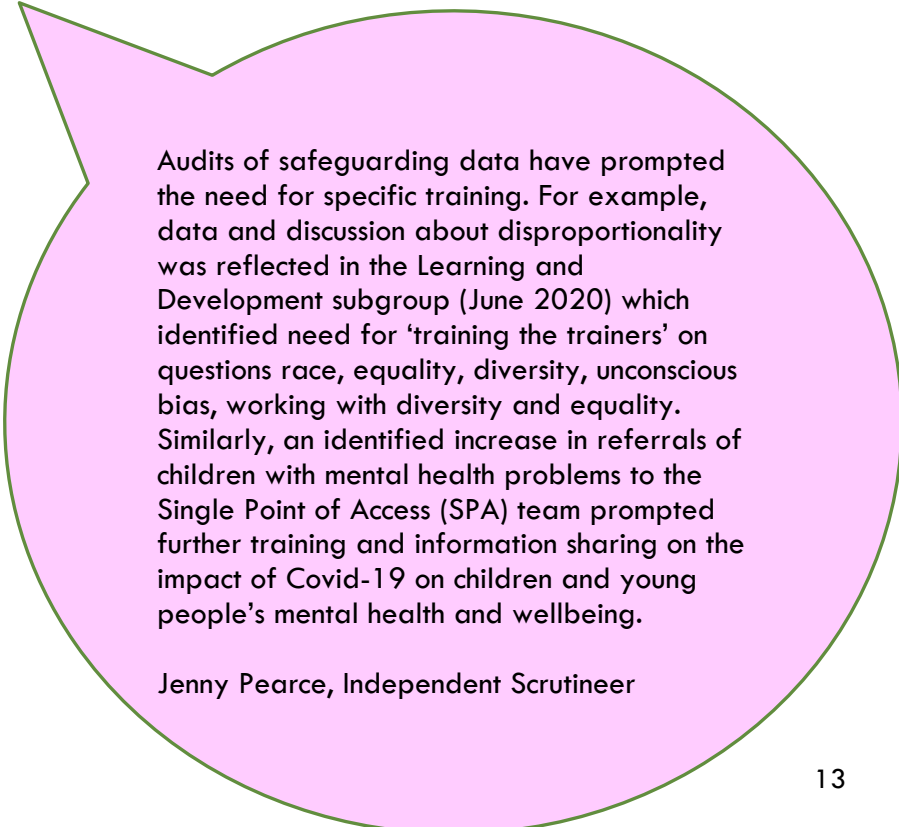 Audits of safeguarding data have prompted
the need for specific training. For example,
data and discussion about disproportionality
was reflected in the Learning and
Development subgroup (June 2020) which
identified need for ‘training the trainers’ on
questions race, equality, diversity, unconscious
bias, working with diversity and equality.
Similarly, an identified increase in referrals of
children with mental health problems to the
Single Point of Access (SPA) team prompted
further training and information sharing on the
impact of Covid-19 on children and young
people’s mental health and wellbeing.
Jenny Pearce, Independent Scrutineer
13